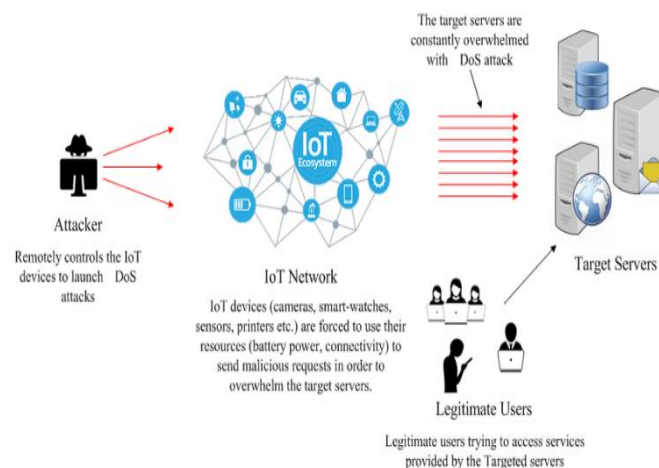 The target servers are
constantly overwhelmed
with DoS attack
IoT
Ecosystem
Attacker
Remotely controls the IoT
devices to launch DoS
attacks
IoT Network
IoT devices (cameras, smart-watches,
sensors, printers etc.) are forced to use their
resources (battery power, connectivity) to
send malicious requests in order to
overwhelm the target servers.
Target Servers
Legitimate Users
Legitimate users trying to access services
provided by the Targeted servers